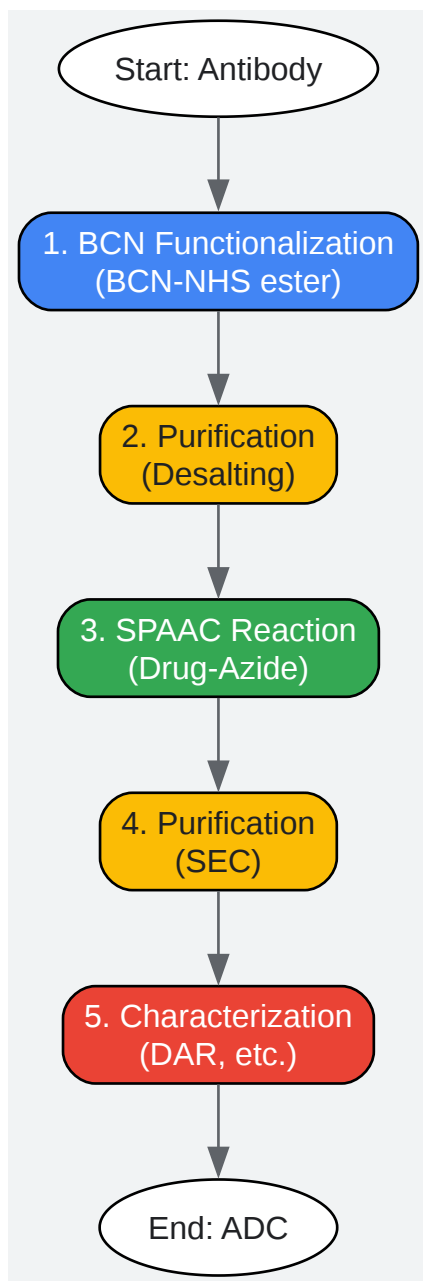 Start: Antibody
1. BCN Functionalization
(BCN-NHS ester)
2. Purification
(Desalting)
3. SPAAC Reaction
(Drug-Azide)
4. Purification
(SEC)
5. Characterization
(DAR, etc.)
End: ADC